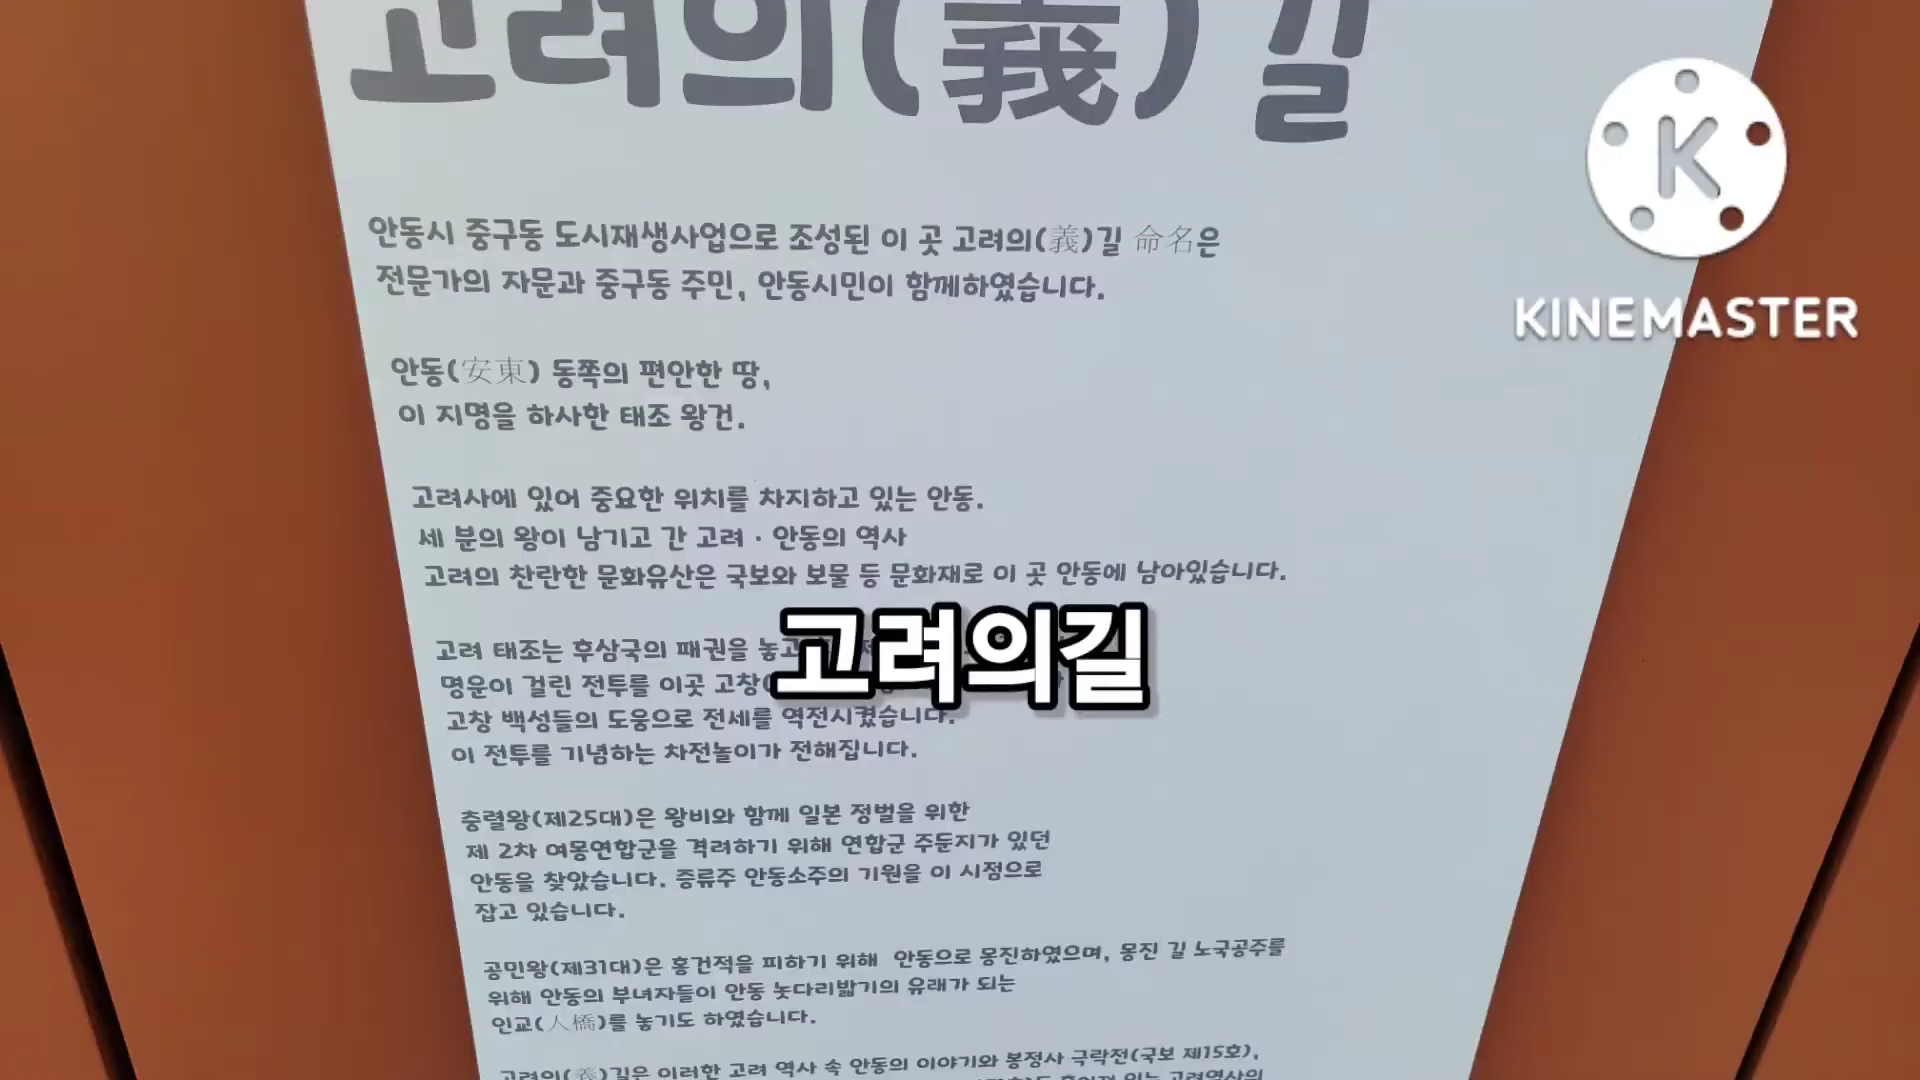 고려의(義) 길
안동시 중구동 도시재생사업으로 조성된 이 곳 고려의(義)길 命名은
전문가의 자문과 중구동 주민, 안동시민이 함께하였습니다.
안동(安東) 동쪽의 편안한 땅,
이 지명을 하사한 태조 왕건.
고려사에 있어 중요한 위치를 차지하고 있는 안동.
세 분의 왕이 남기고 간 고려 · 안동의 역사
고려의 찬란한 문화유산은 국보와 보물 등 문화재로 이 곳 안동에 남아있습니다.
고려 태조는 후삼국의 패권을 놓고
명운이 걸린 전투를 이곳 고창(
고창 백성들의 도움으로 전세를 역전시켰습니다.
이 전투를 기념하는 차전놀이가 전해집니다.
충렬왕(제25대)은 왕비와 함께 일본 정벌을 위한
제 2차 여몽연합군을 격려하기 위해 연합군 주둔지가 있던
안동을 찾았습니다. 증류주 안동소주의 기원을 이 시점으로
잡고 있습니다.
공민왕(제31대)은 홍건적을 피하기 위해 안동으로 몽진하였으며, 몽진 길 노국공주를
위해 안동의 부녀자들이 안동 놋다리밟기의 유래가 되는
인교(人橋)를 놓기도 하였습니다.
고려의(義)길은 이러한 고려 역사 속 안동의 이야기와 봉정사 극락전(국보 제15호),
고려의길
K
KINEMASTER